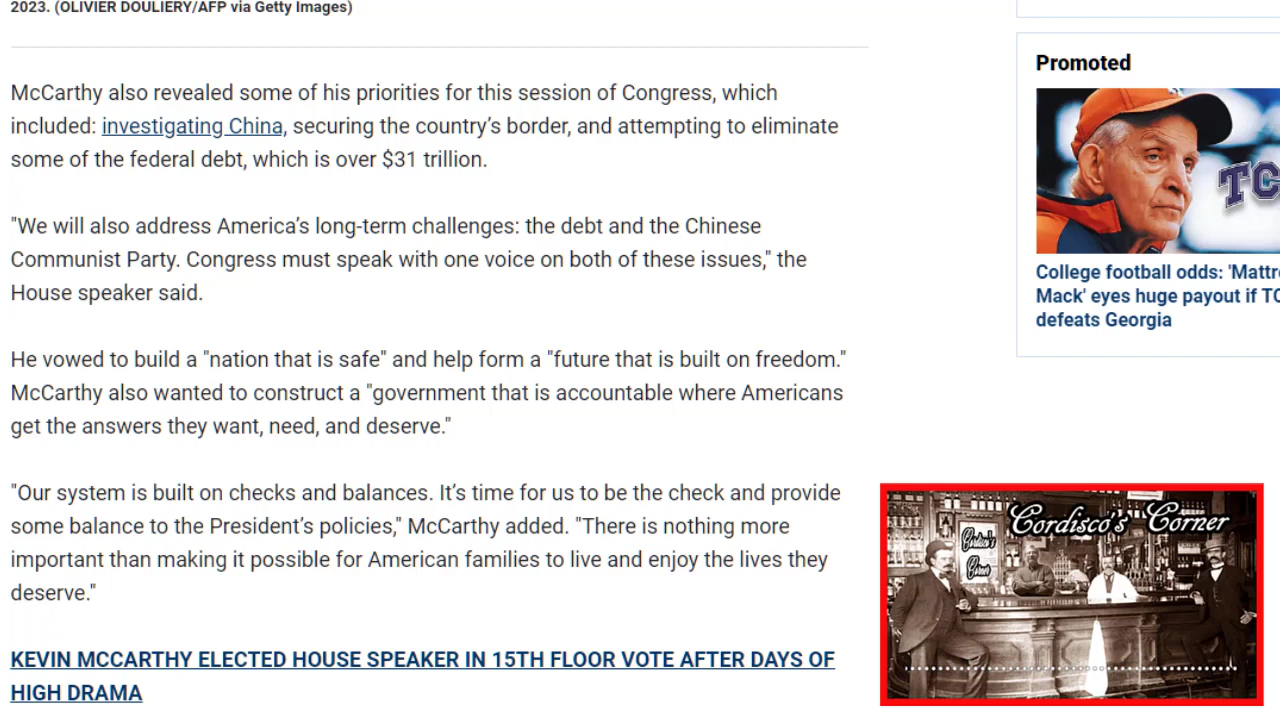 2023. (OLIVIER DOULIERY/AFP via Getty Images)
McCarthy also revealed some of his priorities for this session of Congress, which
included: investigating China, securing the country’s border, and attempting to eliminate
some of the federal debt, which is over $31 trillion.
"We will also address America’s long-term challenges: the debt and the Chinese
Communist Party. Congress must speak with one voice on both of these issues," the
House speaker said.
He vowed to build a "nation that is safe" and help form a "future that is built on freedom."
McCarthy also wanted to construct a "government that is accountable where Americans
get the answers they want, need, and deserve."
"Our system is built on checks and balances. It’s time for us to be the check and provide
some balance to the President’s policies," McCarthy added. "There is nothing more
important than making it possible for American families to live and enjoy the lives they
deserve."
KEVIN MCCARTHY ELECTED HOUSE SPEAKER IN 15TH FLOOR VOTE AFTER DAYS OF
HIGH DRAMA
Promoted
TC
College football odds: 'Mattre
Mack' eyes huge payout if TC
defeats Georgia
Cordisco's Corner
Cordisco's
Corner